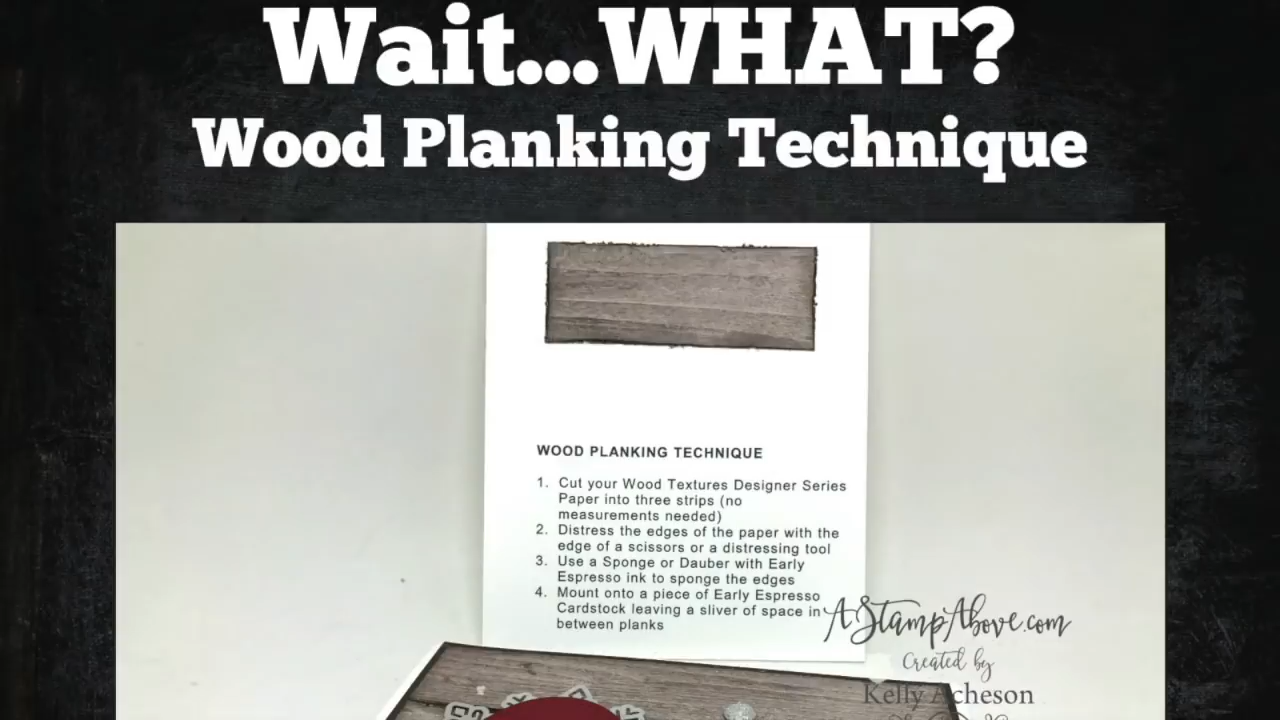 Wait...WHAT?
Wood Planking Technique
WOOD PLANKING TECHNIQUE
1. Cut your Wood Textures Designer Series
Paper into three strips (no
measurements needed)
2. Distress the edges of the paper with the
edge of a scissors or a distressing tool
3. Use a Sponge or Dauber with Early
Espresso ink to sponge the edges
4. Mount onto a piece of Early Espresso
Cardstock leaving a sliver of space in
between planks
AStampAbove.com
Created by
Kelly Acheson